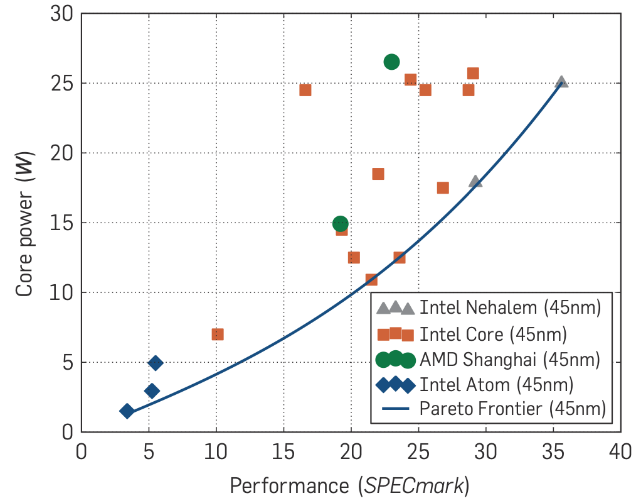 30
25
20
15
10
5
0
Core power (W)
0 5 10 15 20 25 30 35 40
Performance (SPECmark)
Intel Nehalem (45nm)
Intel Core (45nm)
AMD Shanghai (45nm)
Intel Atom (45nm)
Pareto Frontier (45nm)